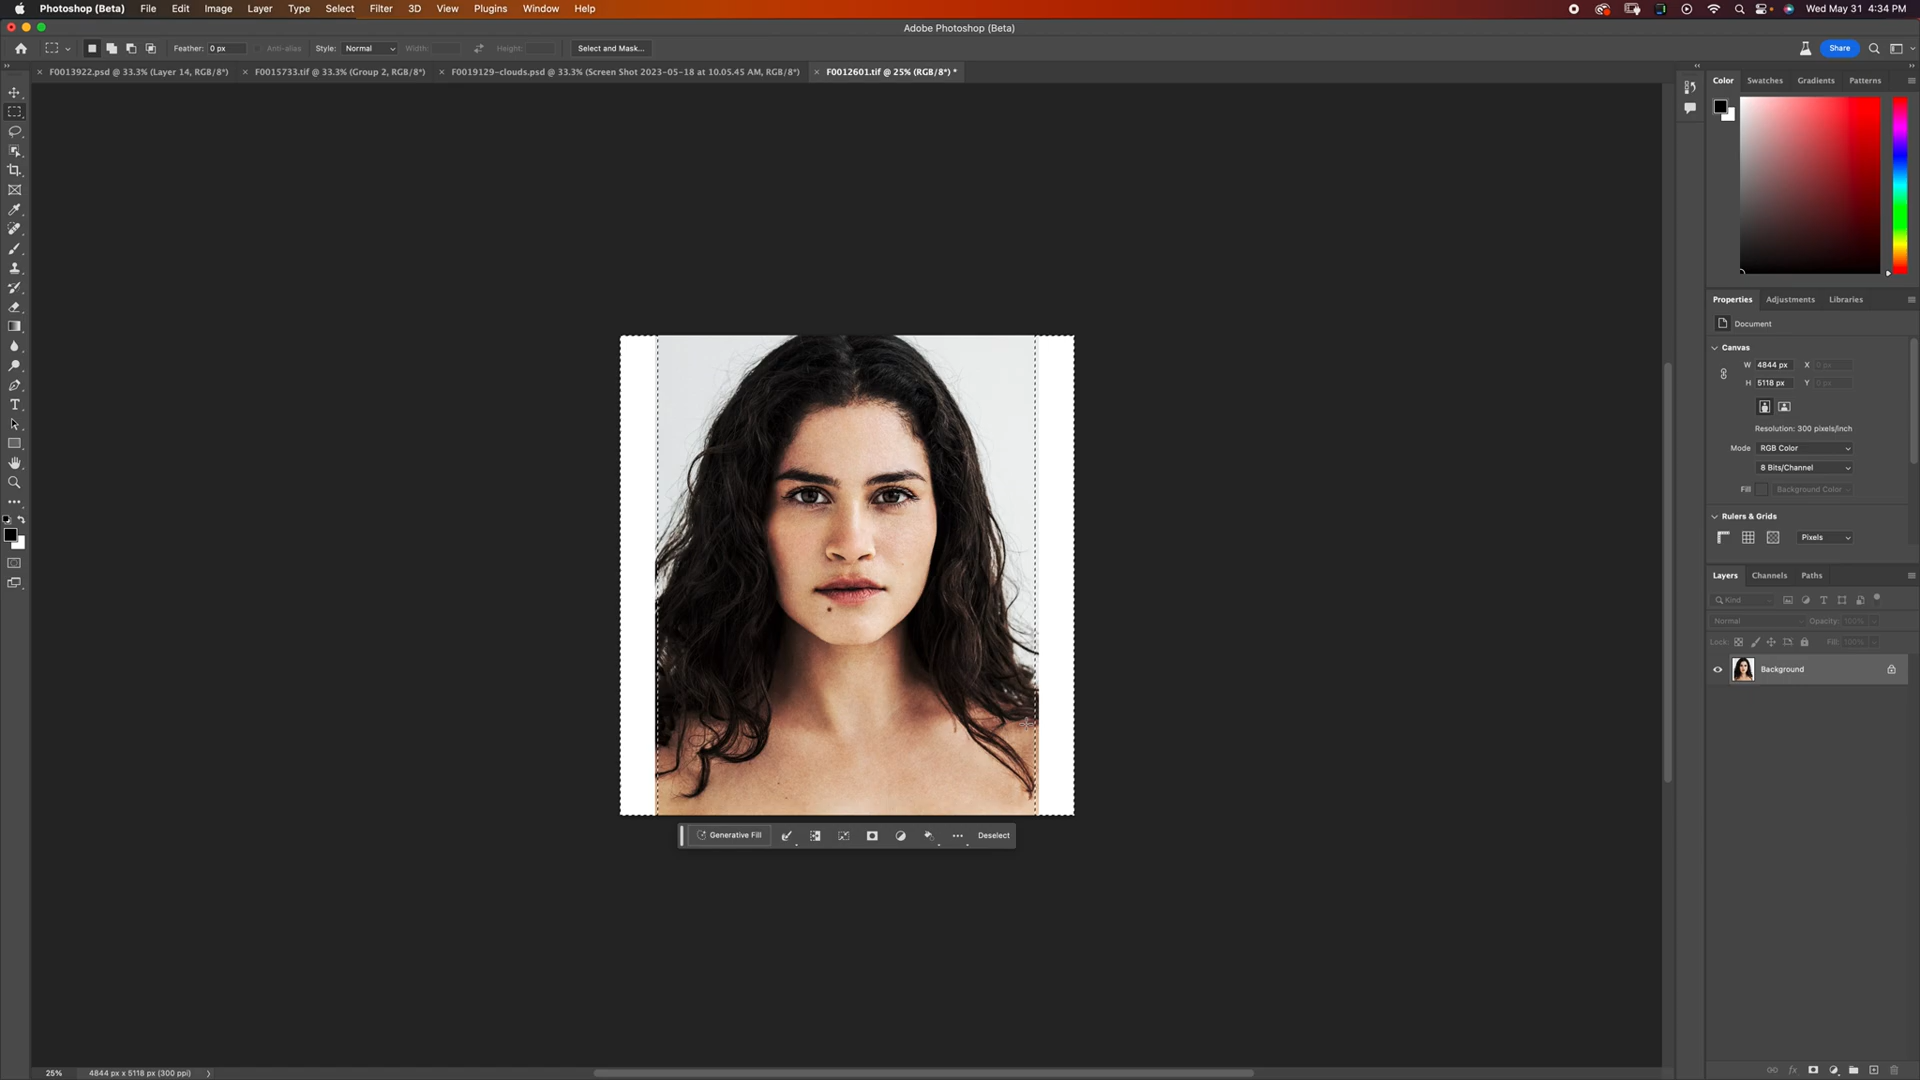 Photoshop (Beta) File Edit Image Layer Type Select Filter 3D View Plugins Window Help Wed May 31 4:34 PM
Adobe Photoshop (Beta)
Feather: 0 px Anti-alias Style: Normal Width: Height: Select and Mask... Share
F0013922.psd @ 33.3% (Layer 14, RGB/8*) F0015733.tif @ 33.3% (Group 2, RGB/8*) F0019129-clouds.psd @ 33.3% (Screen Shot 2023-05-18 at 10.05.45 AM, RGB/8*) F0012601.tif @ 25% (RGB/8*) *
Color Swatches Gradients Patterns
Properties Adjustments Libraries
Document
Canvas
W 4844 px X 0 px
H 5118 px Y 0 px
Resolution: 300 pixels/inch
Mode RGB Color
8 Bits/Channel
Fill Background Color
Rulers & Grids
Pixels
Layers Channels Paths
Kind
Normal Opacity: 100%
Lock: Fill: 100%
Background
Generative Fill Deselect
25% 4844 px x 5118 px (300 ppi)